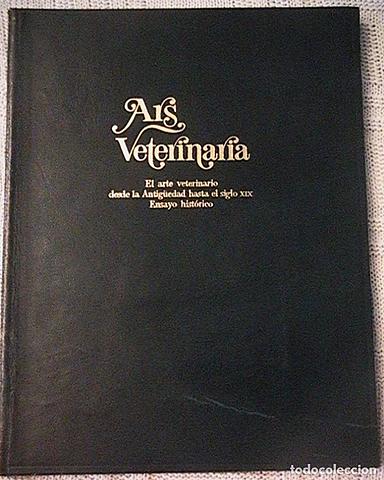 Ars
Veterinaria
El arte veterinario
desde la Antigüedad hasta el siglo XIX
Ensayo histórico
todocoleccion